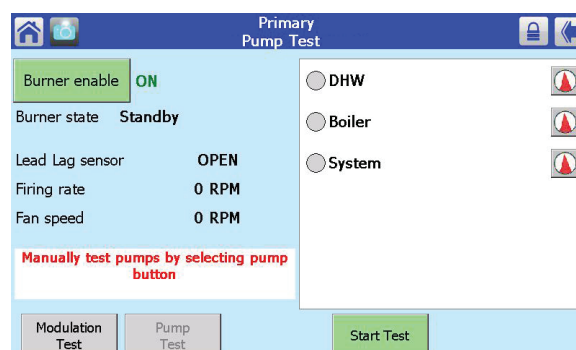 Primary
Pump Test
Burner enable ON
Burner state Standby
Lead Lag sensor OPEN
Firing rate 0 RPM
Fan speed 0 RPM
Manually test pumps by selecting pump
button
DHW
Boiler
System
Modulation
Test
Pump
Test
Start Test